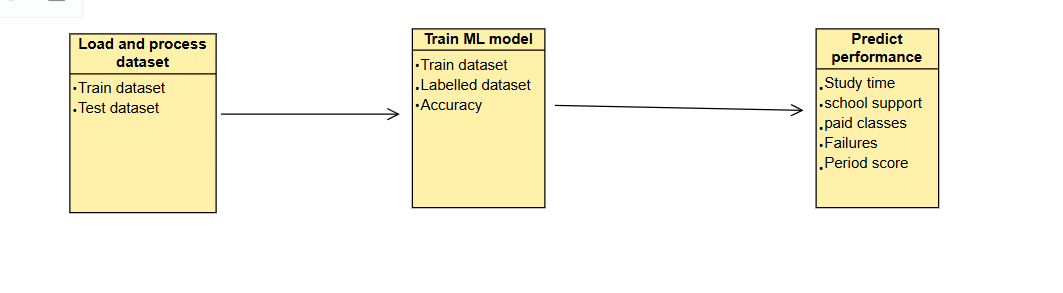 Load and process
dataset
·Train dataset
·Test dataset
Train ML model
·Train dataset
·Labelled dataset
·Accuracy
Predict
performance
·Study time
·school support
·paid classes
·Failures
·Period score